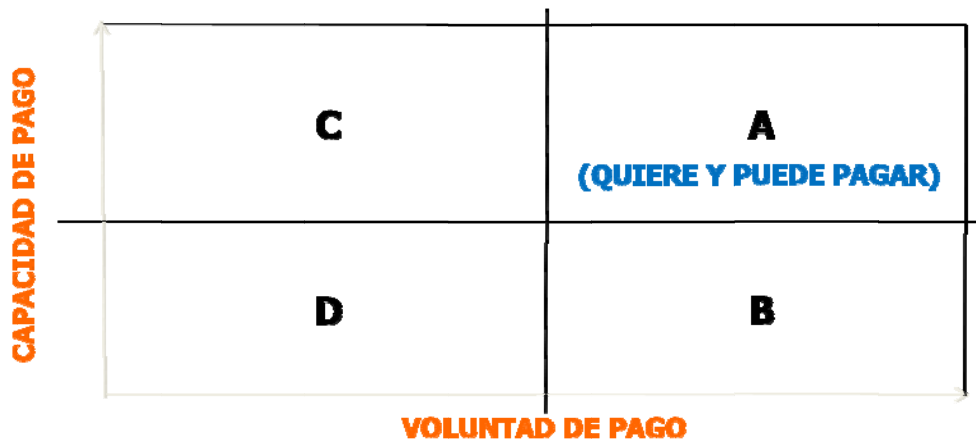 CAPACIDAD DE PAGO
C
A
(QUIERE Y PUEDE PAGAR)
D
B
VOLUNTAD DE PAGO